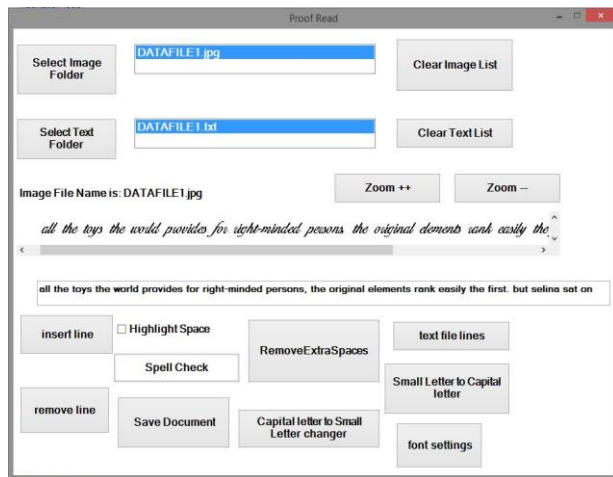 Proof Read
Select Image Folder
DATAFILE1.jpg
Clear Image List
Select Text Folder
DATAFILE1.txt
Clear Text List
Image File Name is: DATAFILE1.jpg
Zoom ++
Zoom --
all the toys the world provides for right-minded persons, the original elements rank easily the
all the toys the world provides for right-minded persons, the original elements rank easily the first. but selina sat on
insert line
Highlight Space
RemoveExtraSpaces
text file lines
Spell Check
Small Letter to Capital letter
remove line
Save Document
Capital letter to Small Letter changer
font settings